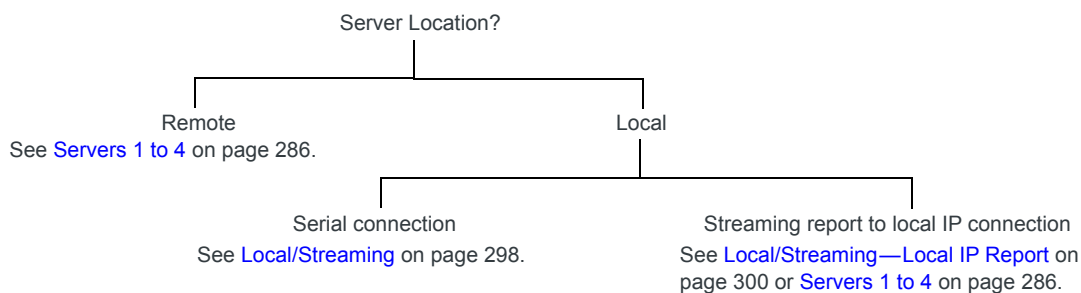 Server Location?
Remote
See Servers 1 to 4 on page 286.
Local
Serial connection
See Local/Streaming on page 298.
Streaming report to local IP connection
See Local/Streaming—Local IP Report on
page 300 or Servers 1 to 4 on page 286.